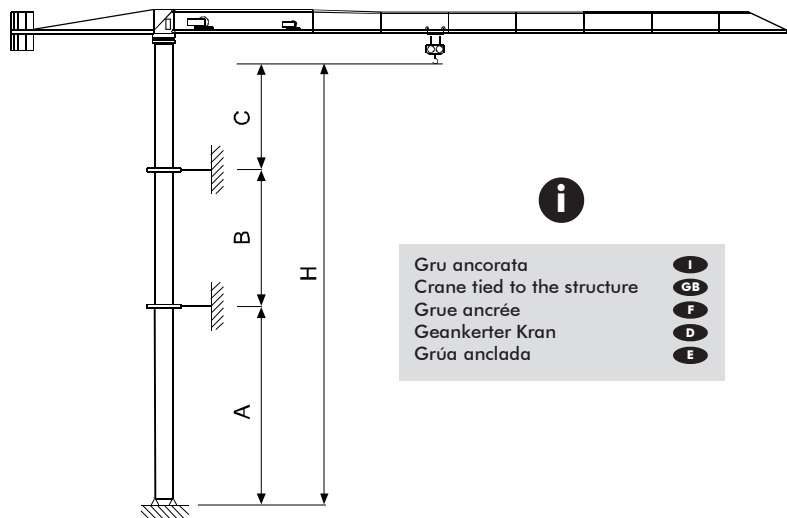 C
B
H
A
i
Gru ancorata I
Crane tied to the structure GB
Grue ancrée F
Geankerter Kran D
Grúa anclada E